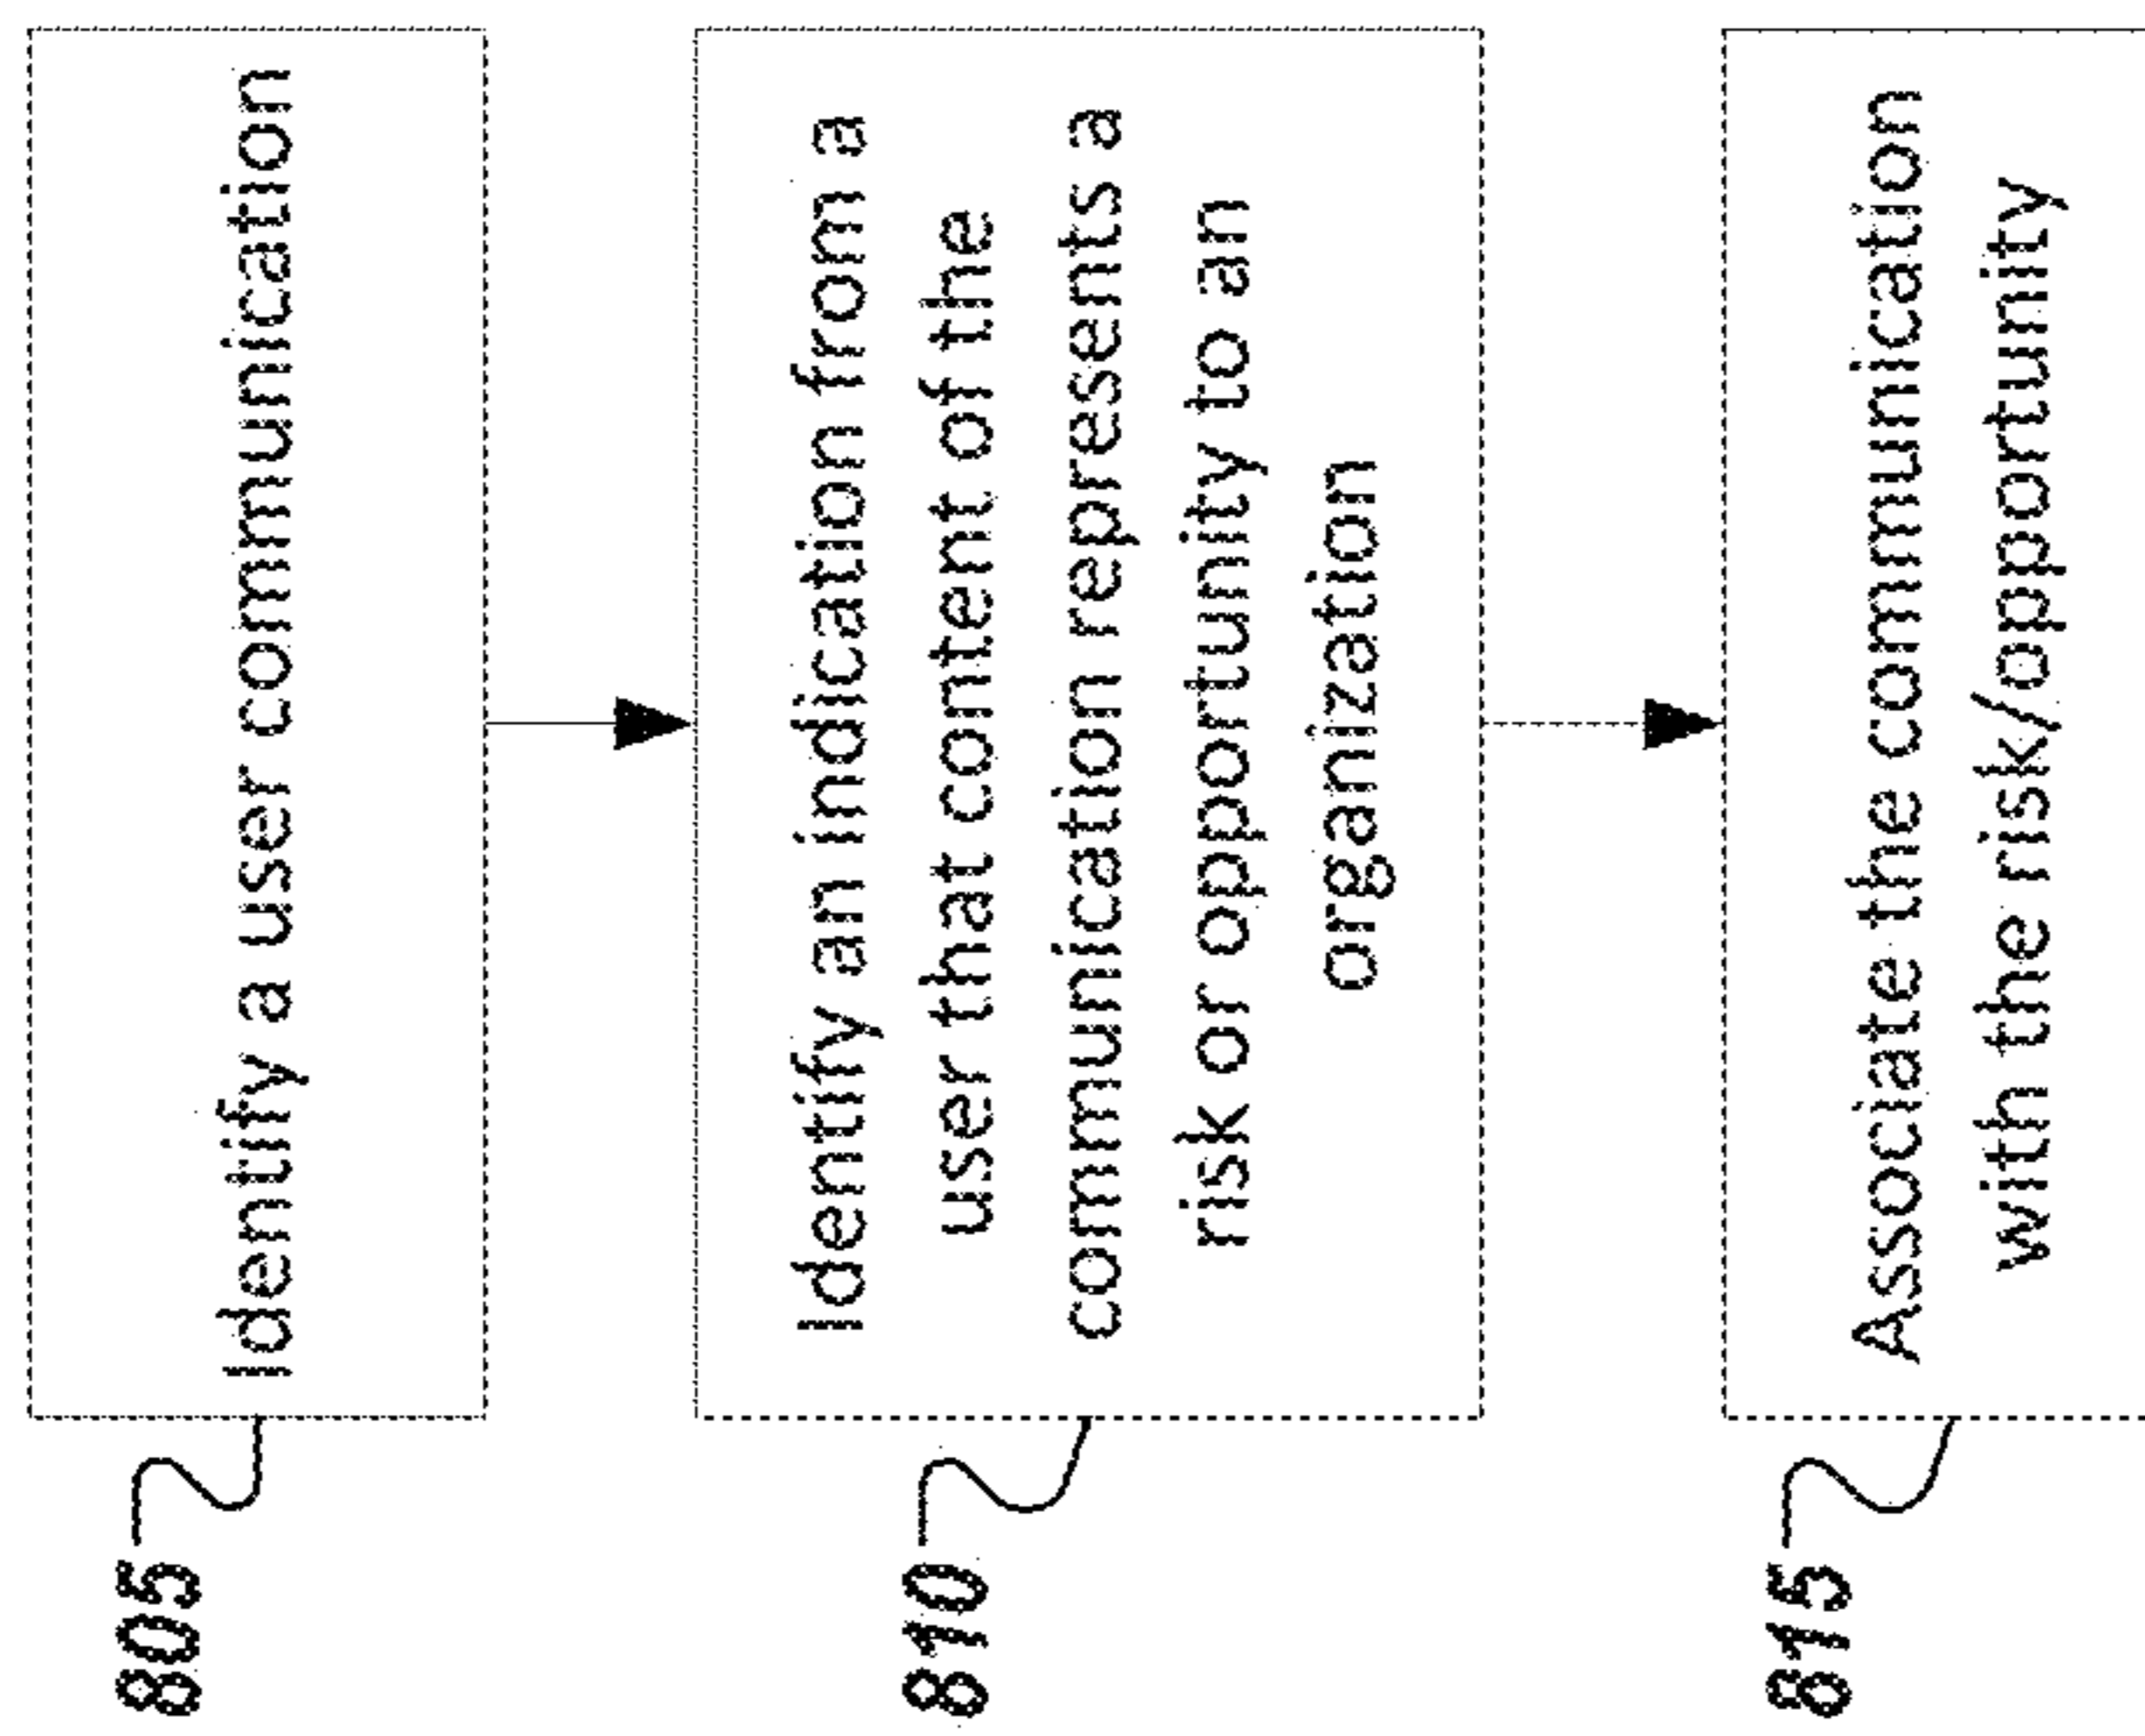 805
Identify a user communication
810
Identify an indication from a
user that content of the
communication represents a
risk or opportunity to an
organization
815
Associate the communication
with the risk/opportunity